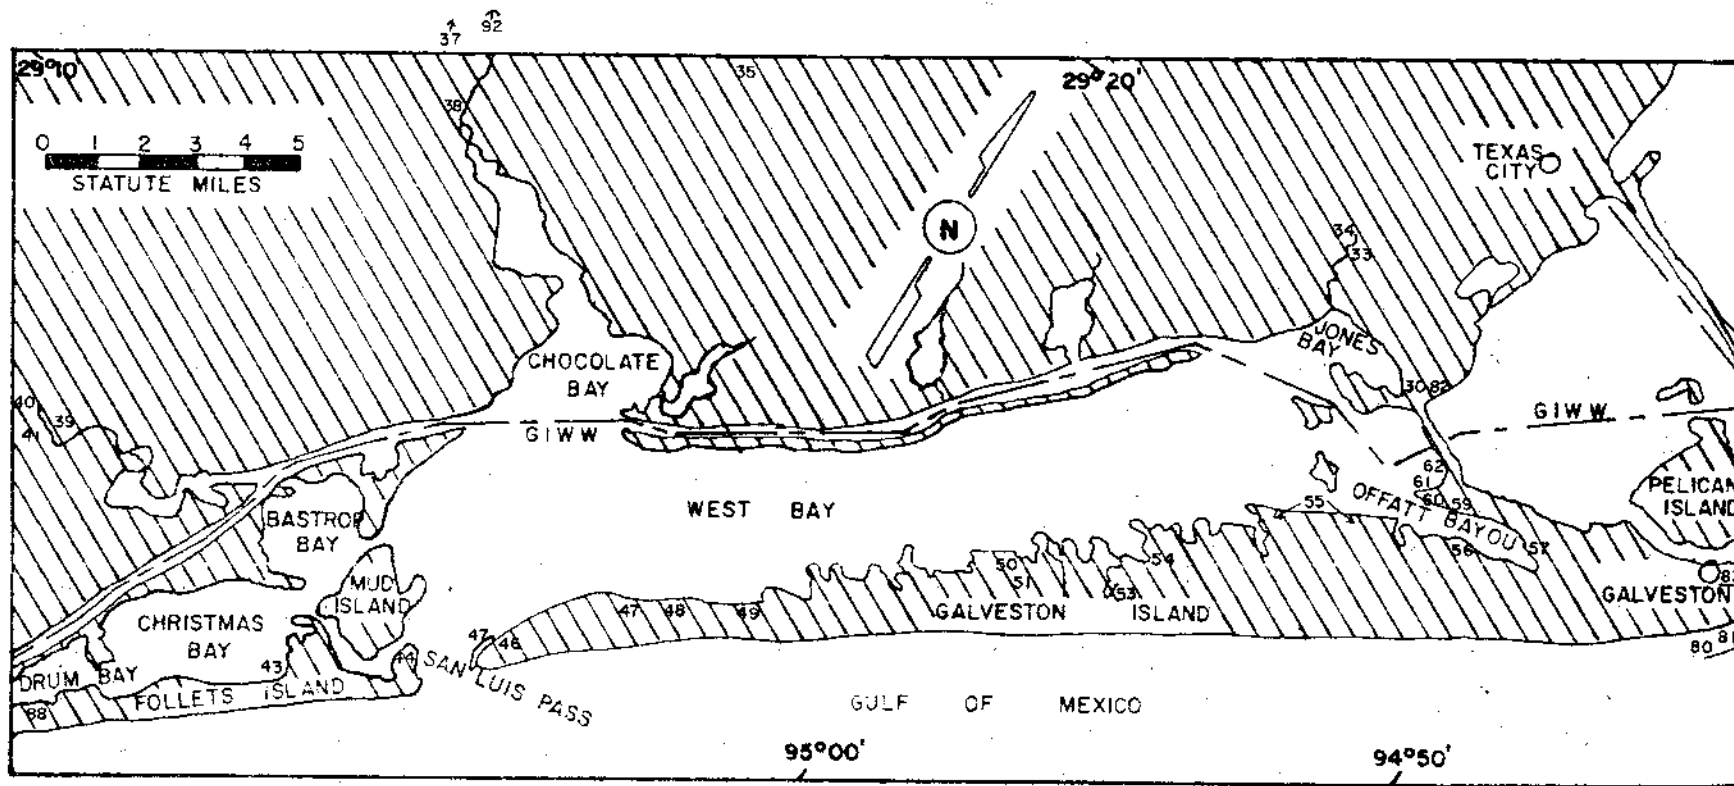 37
92
29°10'
38
35
29°20'
0 1 2 3 4 5
STATUTE MILES
TEXAS
CITY
N
34
33
CHOCOLATE
BAY
JONES
BAY
40
39
41
30 82
GIWW
GIWW
WEST BAY
BASTROP
BAY
62
61
60 59
OFFATT BAYOU
55
PELICAN
ISLAND
57
56
54
50
51
53
MUD
ISLAND
47 48 49
GALVESTON ISLAND
GALVESTON
CHRISTMAS
BAY
47
46
80 81
43
44
SAN LUIS PASS
DRUM BAY
FOLLETS ISLAND
88
GULF OF MEXICO
95°00'
94°50'